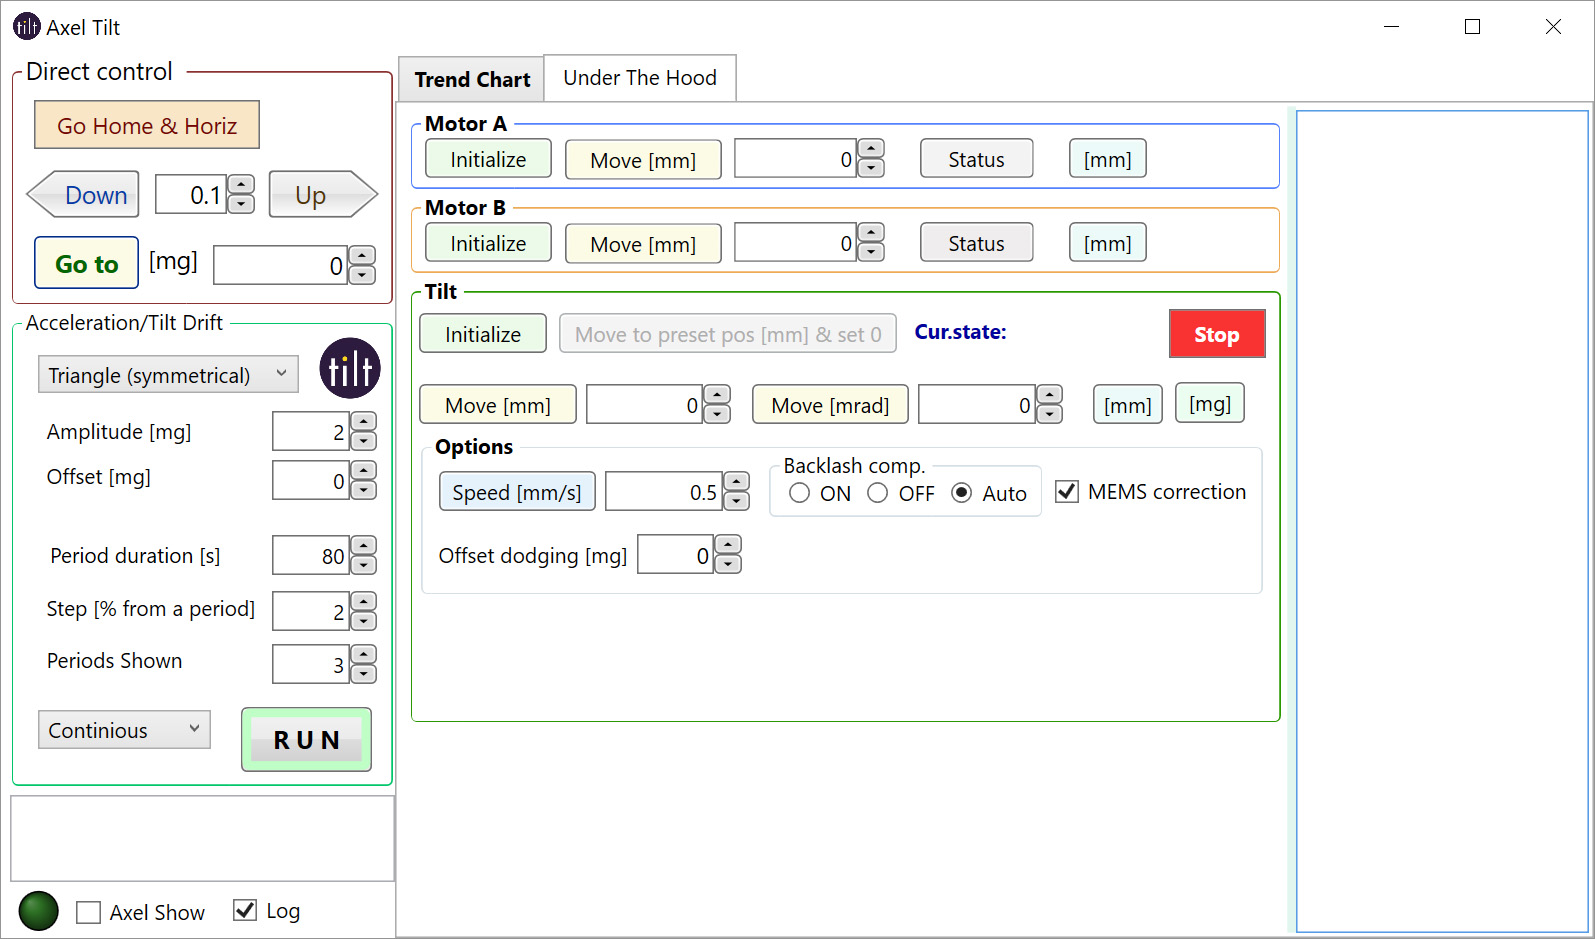 tilt Axel Tilt
Direct control
Go Home & Horiz
Down 0.1 Up
Go to [mg] 0
Acceleration/Tilt Drift
Triangle (symmetrical) tilt
Amplitude [mg] 2
Offset [mg] 0
Period duration [s] 80
Step [% from a period] 2
Periods Shown 3
Continious RUN
Axel Show Log
Trend Chart Under The Hood
Motor A
Initialize Move [mm] 0 Status [mm]
Motor B
Initialize Move [mm] 0 Status [mm]
Tilt
Initialize Move to preset pos [mm] & set 0 Cur.state: Stop
Move [mm] 0 Move [mrad] 0 [mm] [mg]
Options
Backlash comp.
Speed [mm/s] 0.5 ON OFF Auto MEMS correction
Offset dodging [mg] 0